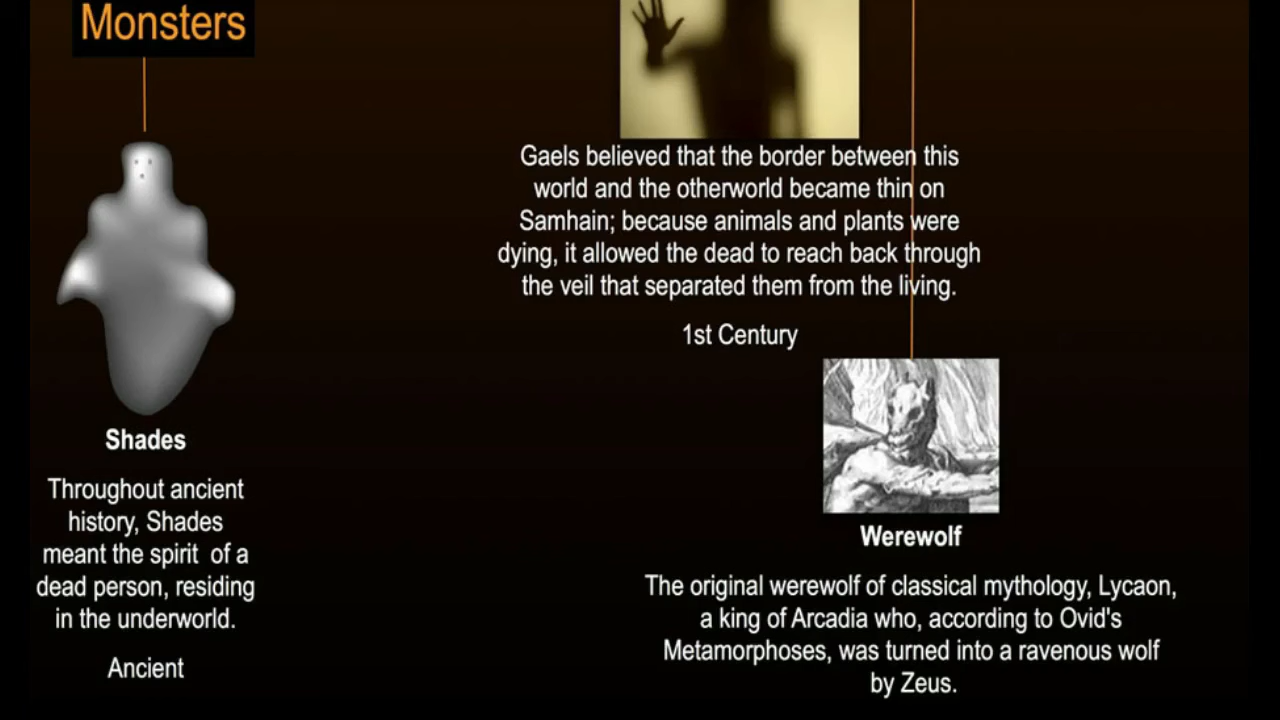 Monsters
Shades
Throughout ancient
history, Shades
meant the spirit of a
dead person, residing
in the underworld.
Ancient
Gaels believed that the border between this
world and the otherworld became thin on
Samhain; because animals and plants were
dying, it allowed the dead to reach back through
the veil that separated them from the living.
1st Century
Werewolf
The original werewolf of classical mythology, Lycaon,
a king of Arcadia who, according to Ovid's
Metamorphoses, was turned into a ravenous wolf
by Zeus.